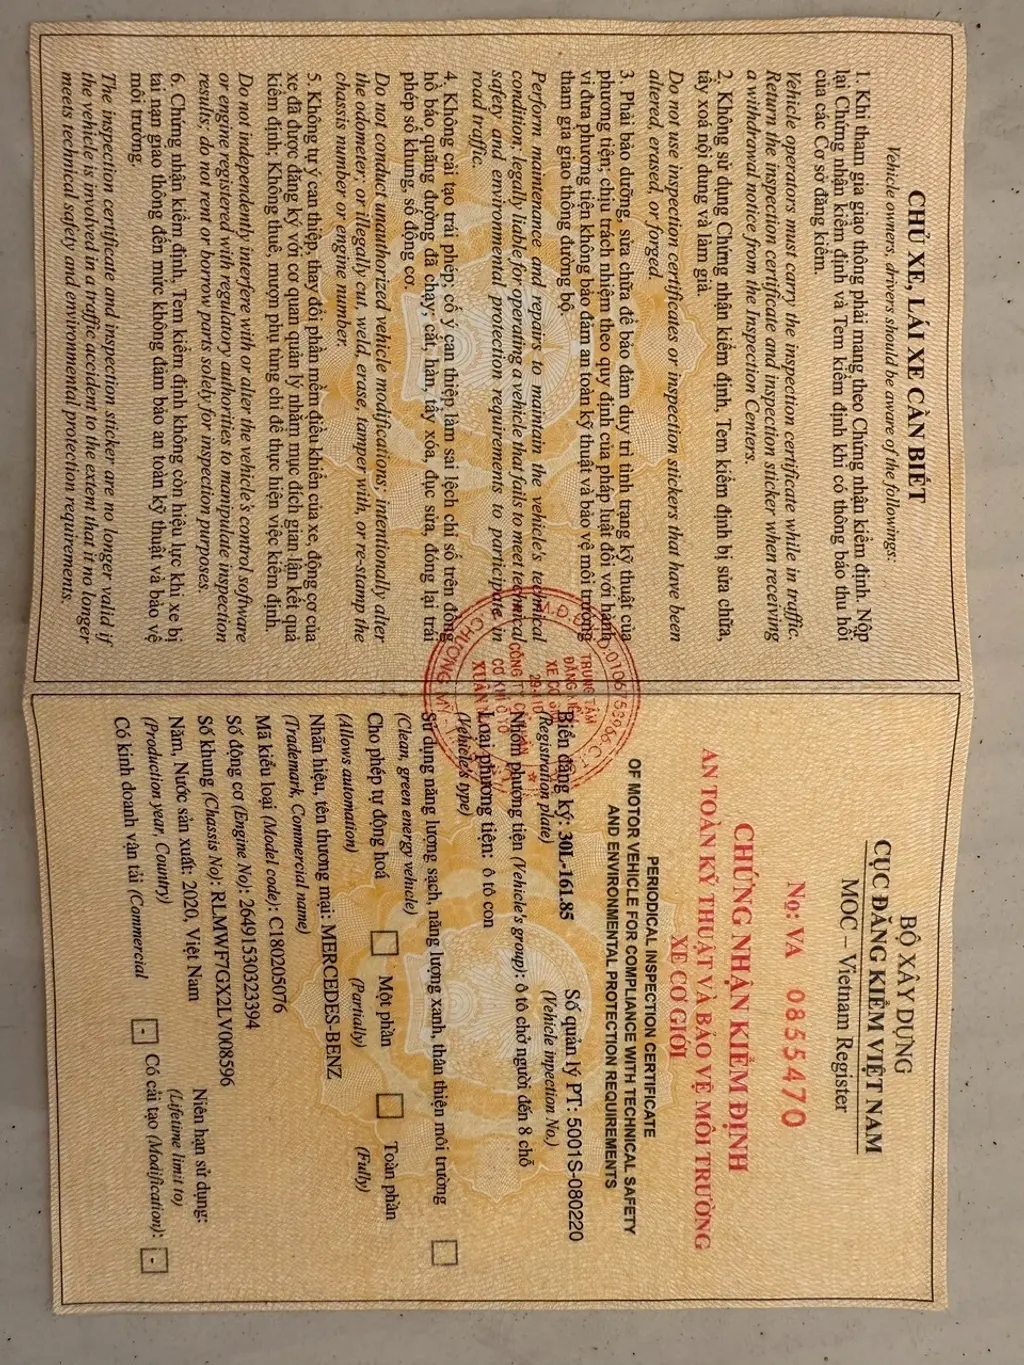 CHỦ XE, LÁI XE CẦN BIẾT
Vehicle owners, drivers should be aware of the followings:
1. Khi tham gia giao thông phải mang theo Chứng nhận kiểm định. Nộp
lại Chứng nhận kiểm định và Tem kiểm định khi có thông báo thu hồi
của các Cơ sở đăng kiểm.
Vehicle operators must carry the inspection certificate while in traffic.
Return the inspection certificate and inspection sticker when receiving
a withdrawal notice from the Inspection Centers.
2. Không sử dụng Chứng nhận kiểm định, Tem kiểm định bị sửa chữa,
tẩy xoá nội dung và làm giả.
Do not use inspection certificates or inspection stickers that have been
altered, erased, or forged.
3. Phải bảo dưỡng, sửa chữa để bảo đảm duy trì tình trạng kỹ thuật của
phương tiện; chịu trách nhiệm theo quy định của pháp luật đối với hành
vi đưa phương tiện không bảo đảm an toàn kỹ thuật và bảo vệ môi trường
tham gia giao thông đường bộ.
Perform maintenance and repairs to maintain the vehicle's technical
condition; legally liable for operating a vehicle that fails to meet technical
safety and environmental protection requirements to participate in
road traffic.
4. Không cải tạo trái phép; cố ý can thiệp làm sai lệch chỉ số trên đồng
hồ báo quãng đường đã chạy; cắt, hàn, tẩy xóa, đục sửa, đóng lại trái
phép số khung, số động cơ.
Do not conduct unauthorized vehicle modifications; intentionally alter
the odometer; or illegally cut, weld, erase, tamper with, or re-stamp the
chassis number or engine number.
5. Không tự ý can thiệp, thay đổi phần mềm điều khiển của xe, động cơ của
xe đã được đăng ký với cơ quan quản lý nhằm mục đích gian lận kết quả
kiểm định; Không thuê, mượn phụ tùng chỉ để thực hiện việc kiểm định.
Do not independently interfere with or alter the vehicle's control software
or engine registered with regulatory authorities to manipulate inspection
results; do not rent or borrow parts solely for inspection purposes.
6. Chứng nhận kiểm định, Tem kiểm định không còn hiệu lực khi xe bị
tai nạn giao thông đến mức không đảm bảo an toàn kỹ thuật và bảo vệ
môi trường.
The inspection certificate and inspection sticker are no longer valid if
the vehicle is involved in a traffic accident to the extent that it no longer
meets technical safety and environmental protection requirements.
BỘ XÂY DỰNG
CỤC ĐĂNG KIỂM VIỆT NAM
MOC – Vietnam Register
No: VA 0855470
CHỨNG NHẬN KIỂM ĐỊNH
AN TOÀN KỸ THUẬT VÀ BẢO VỆ MÔI TRƯỜNG
XE CƠ GIỚI
PERIODICAL INSPECTION CERTIFICATE
OF MOTOR VEHICLE FOR COMPLIANCE WITH TECHNICAL SAFETY
AND ENVIRONMENTAL PROTECTION REQUIREMENTS
Biển đăng ký: 30L-161.85 Số quản lý PT: 5001S-080220
(Registration plate) (Vehicle inpection No.)
Nhóm phương tiện (Vehicle's group): ô tô chở người đến 8 chỗ
Loại phương tiện: ô tô con
(Vehicle's type)
Sử dụng năng lượng sạch, năng lượng xanh, thân thiện môi trường
(Clean, green energy vehicle)
Cho phép tự động hoá Một phần Toàn phần
(Allows automation) (Partially) (Fully)
Nhãn hiệu, tên thương mại: MERCEDES-BENZ
(Trademark, Commercial name)
Mã kiểu loại (Model code): C180205076
Số động cơ (Engine No): 26491530323394
Số khung (Chassis No): RLMWF7GX2LV008596
Năm, Nước sản xuất: 2020, Việt Nam Niên hạn sử dụng:
(Production year, Country) (Lifetime limit to)
Có kinh doanh vận tải (Commercial - Có cải tạo (Modification): -
TRUNG TÂM